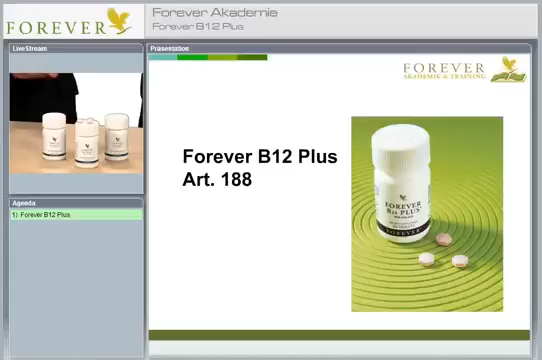 FOREVER
Forever Akademie
Forever B12 Plus
LiveStream
Präsentation
FOREVER
AKADEMIE & TRAINING
Forever B12 Plus
Art. 188
FOREVER
B12 PLUS
FOREVER
Agenda
1) Forever B12 Plus